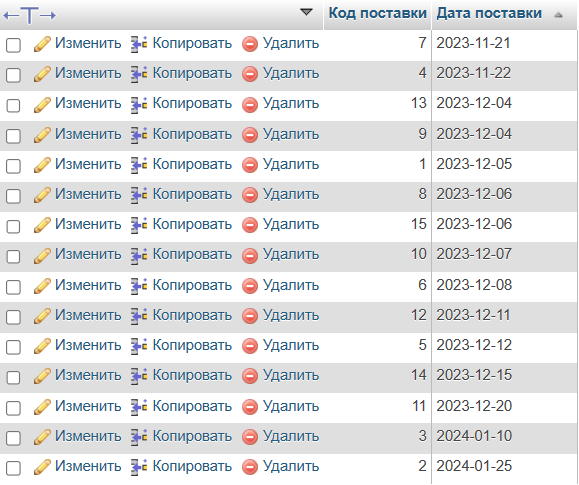 Код поставки Дата поставки
Изменить Копировать Удалить 7 2023-11-21
Изменить Копировать Удалить 4 2023-11-22
Изменить Копировать Удалить 13 2023-12-04
Изменить Копировать Удалить 9 2023-12-04
Изменить Копировать Удалить 1 2023-12-05
Изменить Копировать Удалить 8 2023-12-06
Изменить Копировать Удалить 15 2023-12-06
Изменить Копировать Удалить 10 2023-12-07
Изменить Копировать Удалить 6 2023-12-08
Изменить Копировать Удалить 12 2023-12-11
Изменить Копировать Удалить 5 2023-12-12
Изменить Копировать Удалить 14 2023-12-15
Изменить Копировать Удалить 11 2023-12-20
Изменить Копировать Удалить 3 2024-01-10
Изменить Копировать Удалить 2 2024-01-25